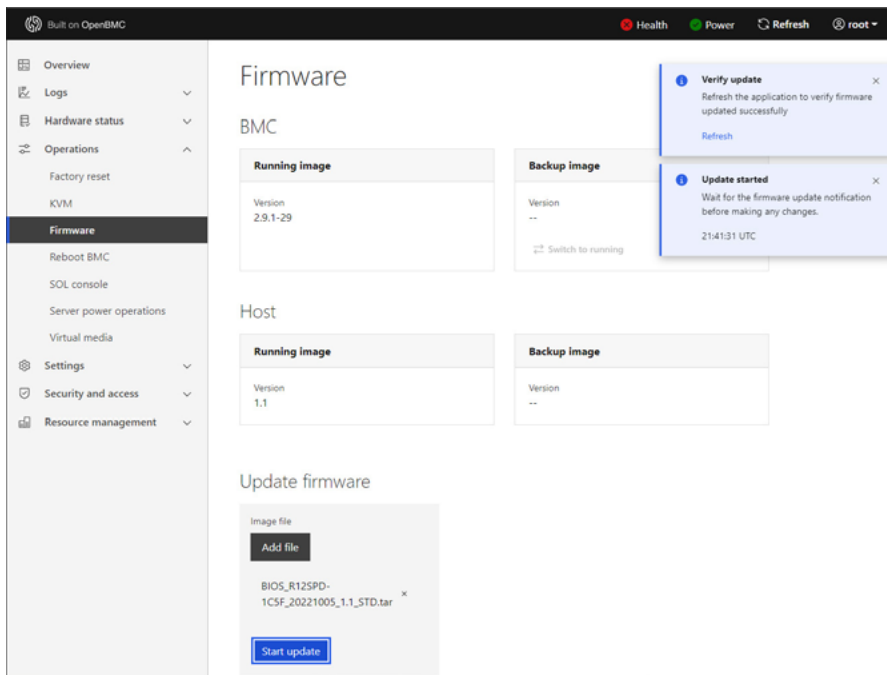 Built on OpenBMC
Health
Power
Refresh
root
Overview
Logs
Hardware status
Operations
Factory reset
KVM
Firmware
Reboot BMC
SOL console
Server power operations
Virtual media
Settings
Security and access
Resource management
Firmware
BMC
Running image
Version
2.9.1-29
Backup image
Version
--
Switch to running
Host
Running image
Version
1.1
Backup image
Version
--
Update firmware
Image file
Add file
BIOS_R12SPD-
1C5F_20221005_1.1_STD.tar
Start update
Verify update
Refresh the application to verify firmware
updated successfully
Refresh
Update started
Wait for the firmware update notification
before making any changes.
21:41:31 UTC